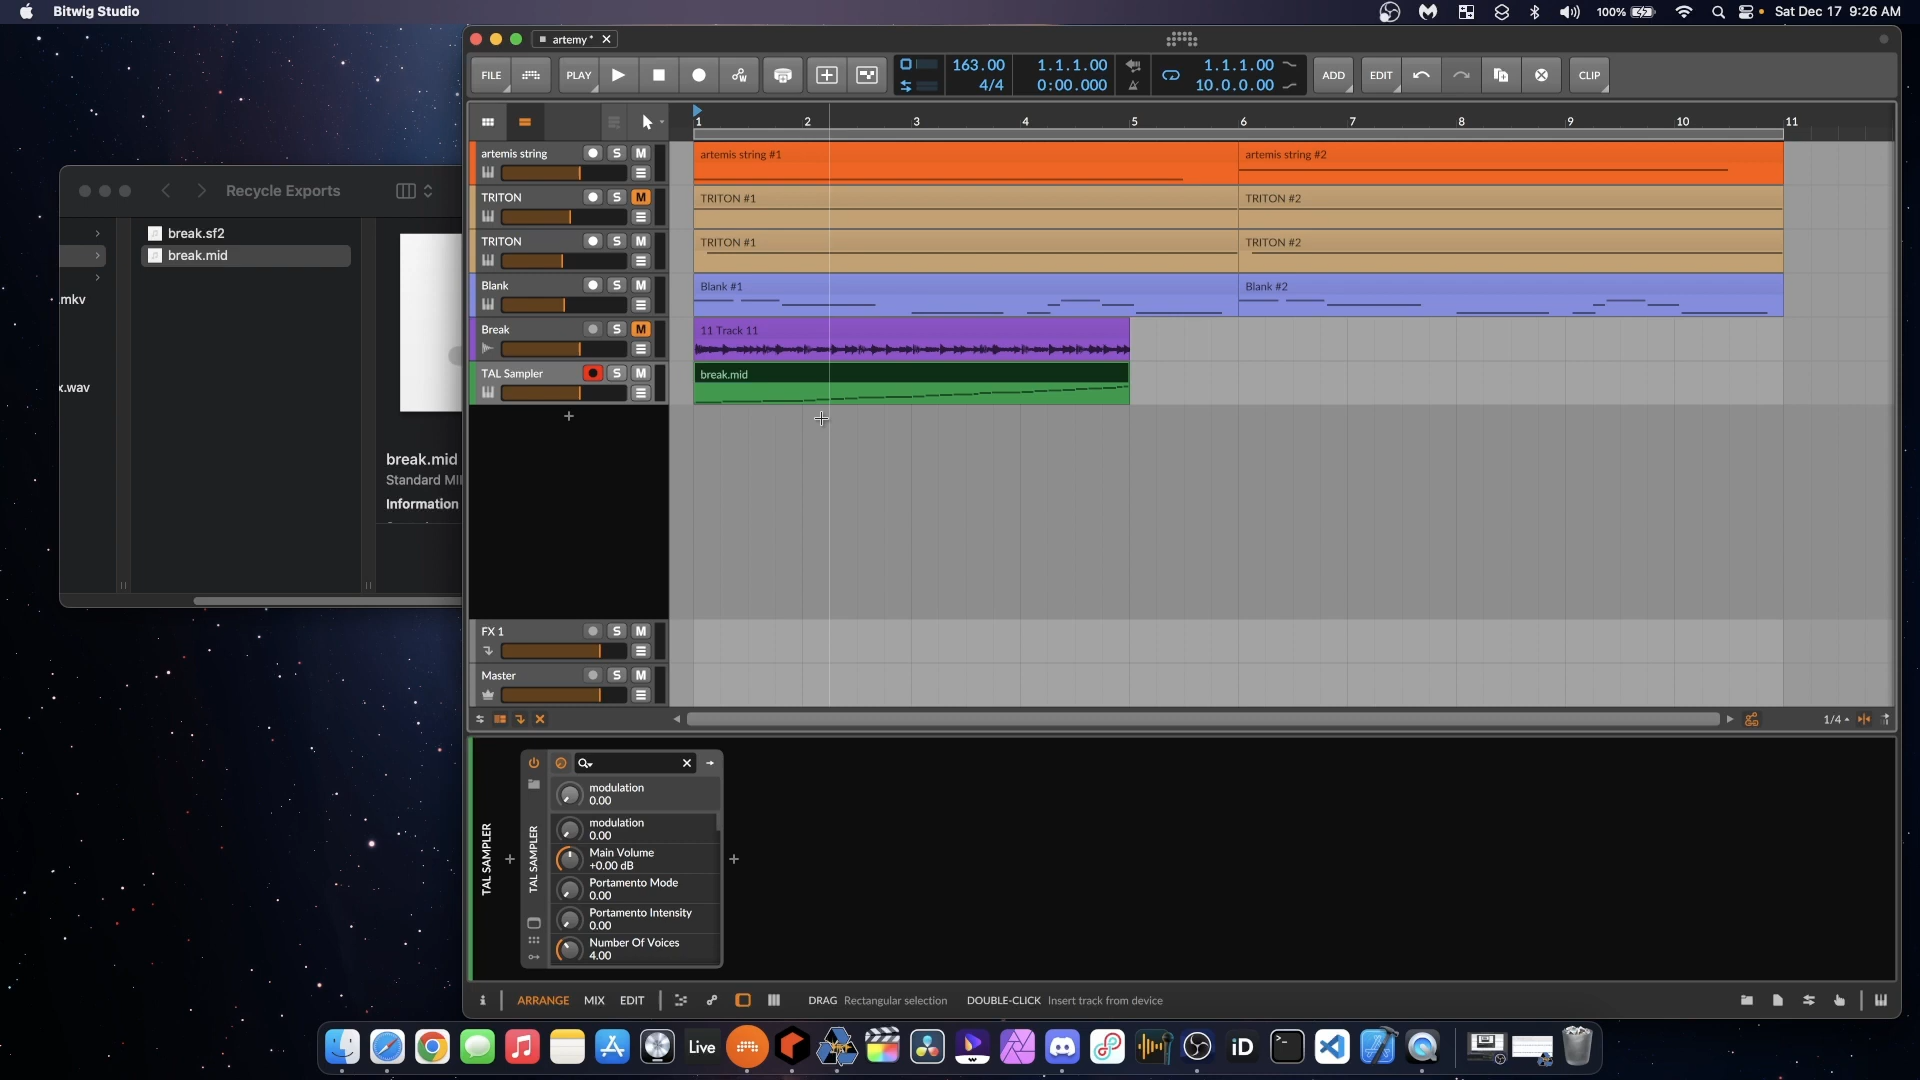 Bitwig Studio
100%
Sat Dec 17 9:26 AM
artemy *
FILE
PLAY
163.00
4/4
1.1.1.00
0:00.000
1.1.1.00
10.0.0.00
ADD
EDIT
CLIP
1 2 3 4 5 6 7 8 9 10 11
Recycle Exports
break.sf2
break.mid
.mkv
x.wav
break.mid
Standard MI
Information
artemis string S M
artemis string #1
artemis string #2
TRITON S M
TRITON #1
TRITON #2
TRITON S M
TRITON #1
TRITON #2
Blank S M
Blank #1
Blank #2
Break S M
11 Track 11
TAL Sampler S M
break.mid
FX 1 S M
Master S M
1/4
TAL SAMPLER
TAL SAMPLER
modulation
0.00
modulation
0.00
Main Volume
+0.00 dB
Portamento Mode
0.00
Portamento Intensity
0.00
Number Of Voices
4.00
ARRANGE MIX EDIT
DRAG Rectangular selection
DOUBLE-CLICK Insert track from device
Live
iD